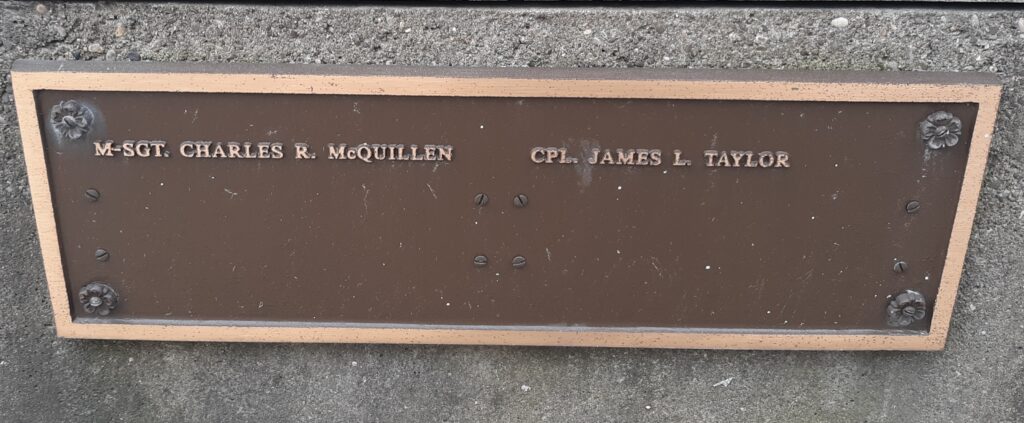 M-SGT. CHARLES R. McQUILLEN
CPL. JAMES L. TAYLOR